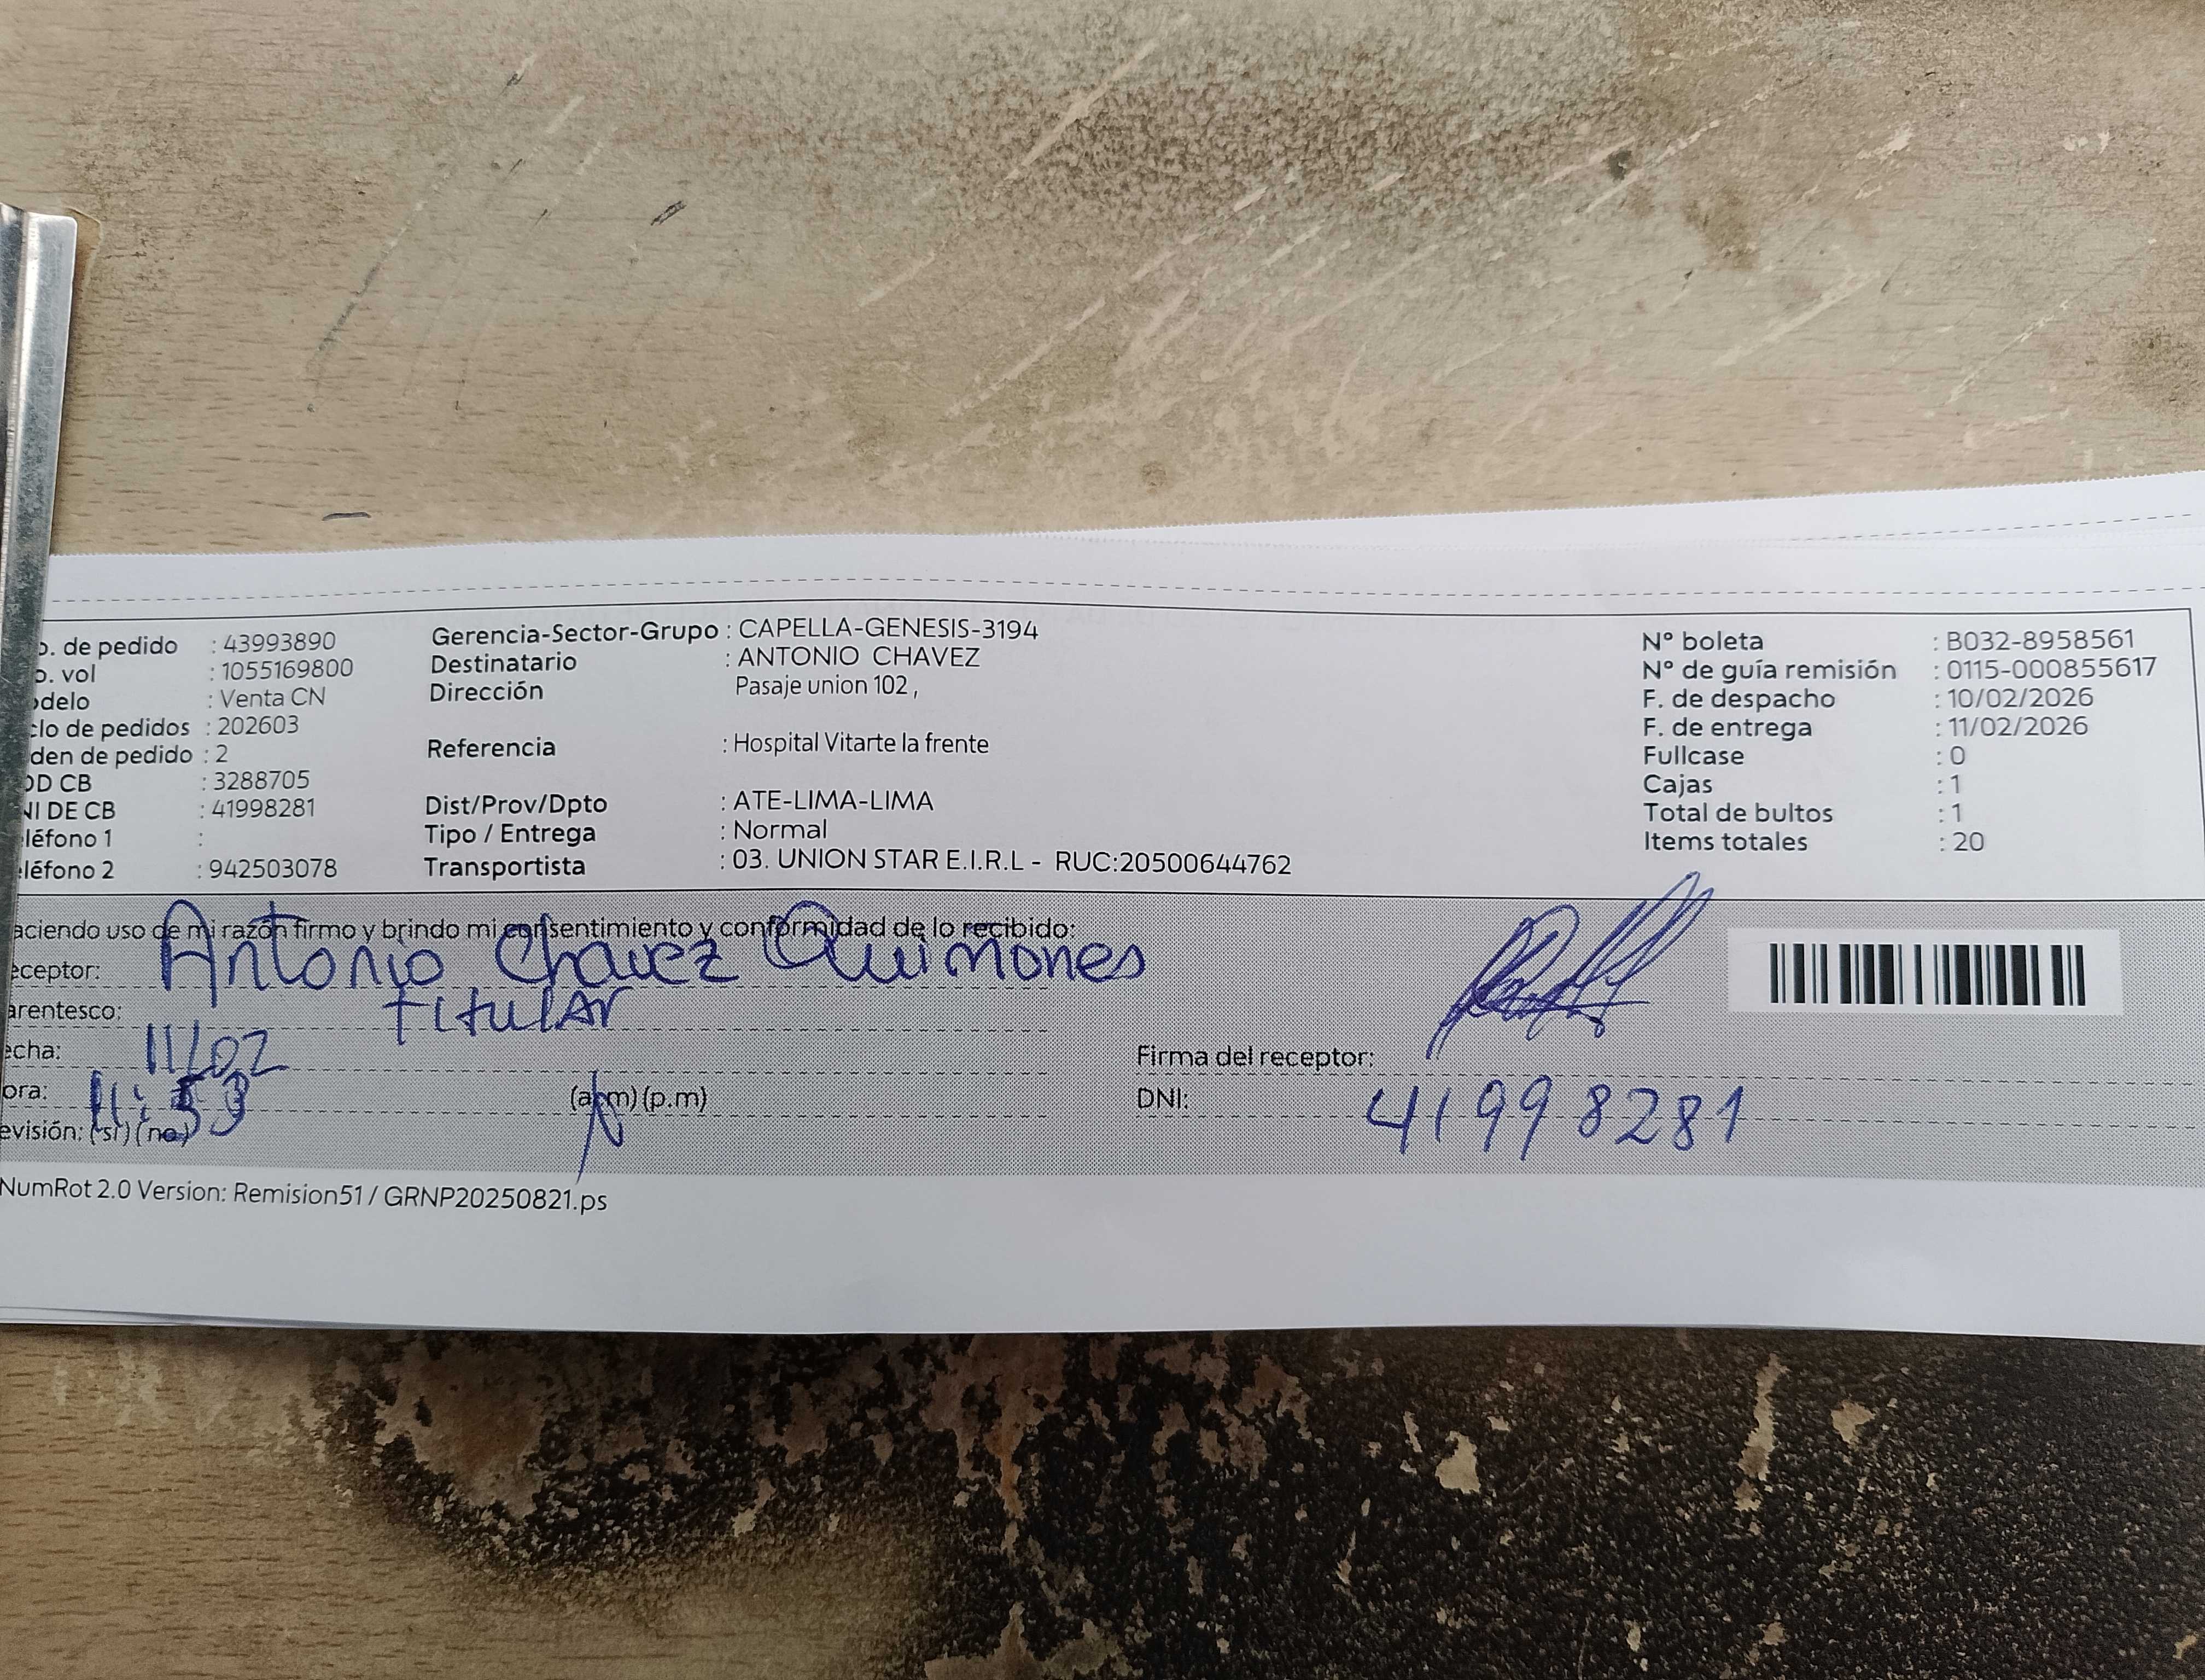 o. de pedido : 43993890
o. vol : 1055169800
odelo : Venta CN
clo de pedidos : 202603
den de pedido : 2
OD CB : 3288705
NI DE CB : 41998281
léfono 1 :
léfono 2 : 942503078
Gerencia-Sector-Grupo : CAPELLA-GENESIS-3194
Destinatario : ANTONIO CHAVEZ
Dirección Pasaje union 102 ,
Referencia : Hospital Vitarte la frente
Dist/Prov/Dpto : ATE-LIMA-LIMA
Tipo / Entrega : Normal
Transportista : 03. UNION STAR E.I.R.L - RUC:20500644762
N° boleta : B032-8958561
N° de guía remisión : 0115-000855617
F. de despacho : 10/02/2026
F. de entrega : 11/02/2026
Fullcase : 0
Cajas : 1
Total de bultos : 1
Items totales : 20
aciendo uso de mi razón firmo y brindo mi consentimiento y conformidad de lo recibido:
eceptor: Antonio Chavez Quimones
arentesco: titular
echa: 11/02
ora: 11:53 (a.m) (p.m)
evisión: (si) (no)
Firma del receptor:
DNI: 41998281
NumRot 2.0 Version: Remision51 / GRNP20250821.ps